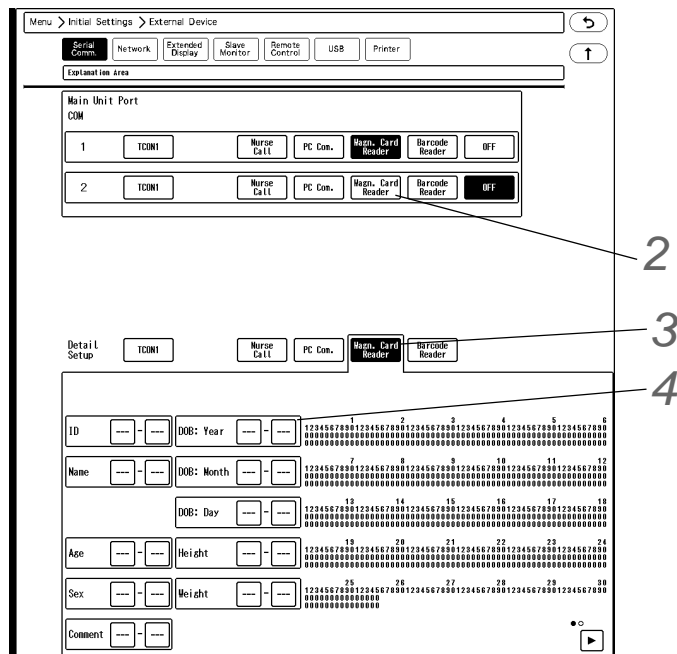 Menu > Initial Settings > External Device
Serial Comm. Network Extended Display Slave Monitor Remote Control USB Printer
Explanation Area
Main Unit Port
COM
1 TCON1 Nurse Call PC Com. Magn. Card Reader Barcode Reader OFF
2 TCON1 Nurse Call PC Com. Magn. Card Reader Barcode Reader OFF
2
3
Detail Setup TCON1 Nurse Call PC Com. Magn. Card Reader Barcode Reader
4
ID --- - --- DOB: Year --- - ---
1 2 3 4 5 6
123456789012345678901234567890123456789012345678901234567890
000000000000000000000000000000000000000000000000000000000000
Name --- - --- DOB: Month --- - ---
7 8 9 10 11 12
123456789012345678901234567890123456789012345678901234567890
000000000000000000000000000000000000000000000000000000000000
DOB: Day --- - ---
13 14 15 16 17 18
123456789012345678901234567890123456789012345678901234567890
000000000000000000000000000000000000000000000000000000000000
Age --- - --- Height --- - ---
19 20 21 22 23 24
123456789012345678901234567890123456789012345678901234567890
000000000000000000000000000000000000000000000000000000000000
Sex --- - --- Weight --- - ---
25 26 27 28 29 30
123456789012345678901234567890123456789012345678901234567890
000000000000000
Comment --- - ---